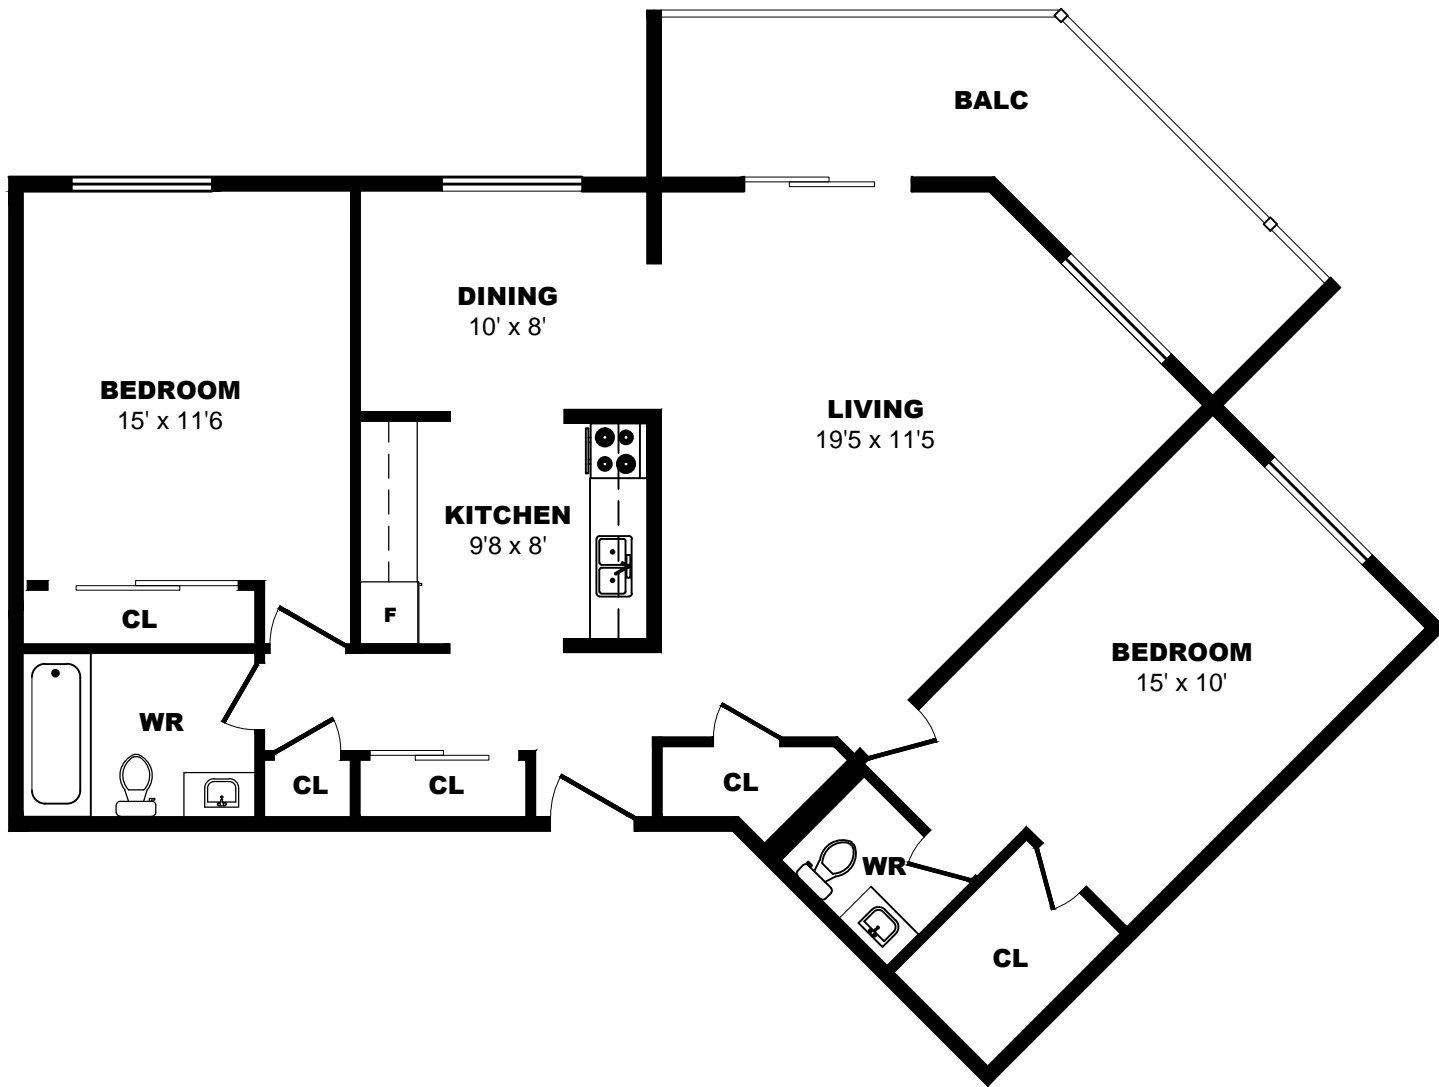 BALC
DINING
10' x 8'
BEDROOM
15' x 11'6
LIVING
19'5 x 11'5
KITCHEN
9'8 x 8'
F
CL
BEDROOM
15' x 10'
WR
CL
CL
CL
WR
CL